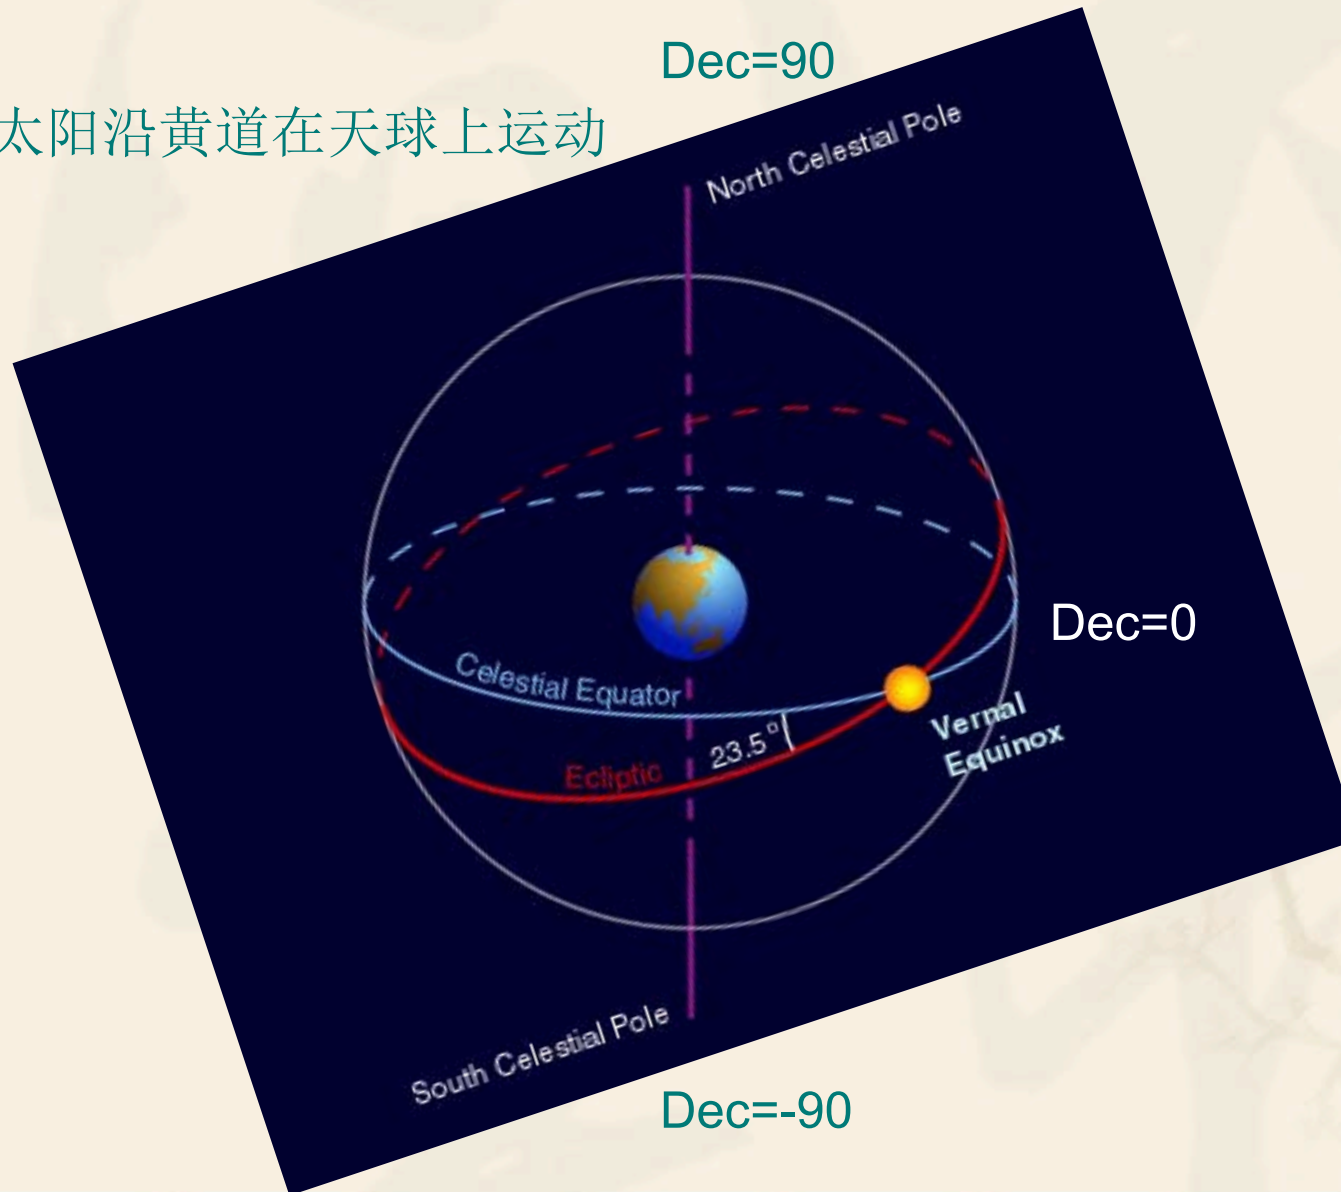 Dec=90
太阳沿黄道在天球上运动
North Celestial Pole
Dec=0
Celestial Equator
Vernal
Equinox
23.5°
Ecliptic
South Celestial Pole
Dec=-90